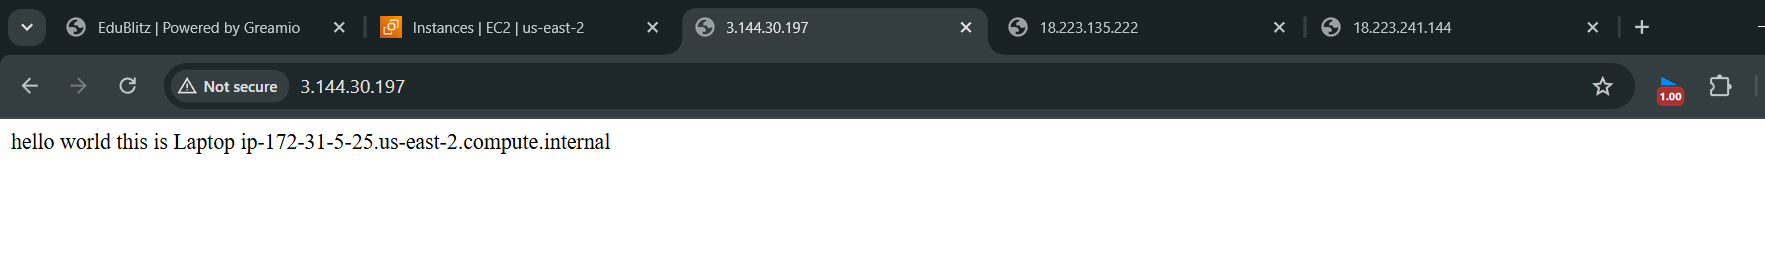 EduBlitz | Powered by Greamio
Instances | EC2 | us-east-2
3.144.30.197
18.223.135.222
18.223.241.144
Not secure
3.144.30.197
1.00
hello world this is Laptop ip-172-31-5-25.us-east-2.compute.internal